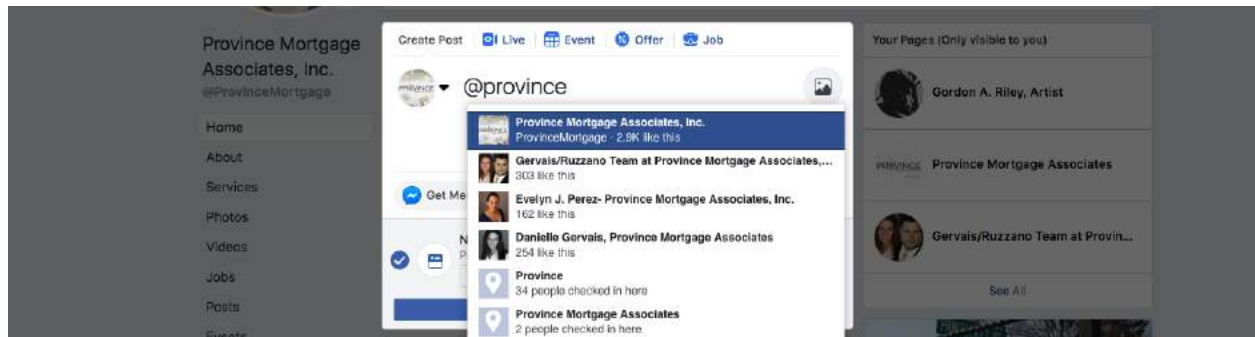 Province Mortgage
Associates, Inc.
@ProvinceMortgage
Home
About
Services
Photos
Videos
Jobs
Posts
Events
Create Post
Live
Event
Offer
Job
PROVINCE
@province
Province Mortgage Associates, Inc.
ProvinceMortgage · 2.9K like this
Gervais/Ruzzano Team at Province Mortgage Associates,...
303 like this
Evelyn J. Perez- Province Mortgage Associates, Inc.
162 like this
Danielle Gervais, Province Mortgage Associates
254 like this
Province
34 people checked in here
Province Mortgage Associates
2 people checked in here
Get Me
N
P
Your Pages (Only visible to you)
Gordon A. Riley, Artist
PROVINCE
Province Mortgage Associates
Gervais/Ruzzano Team at Provin...
See All